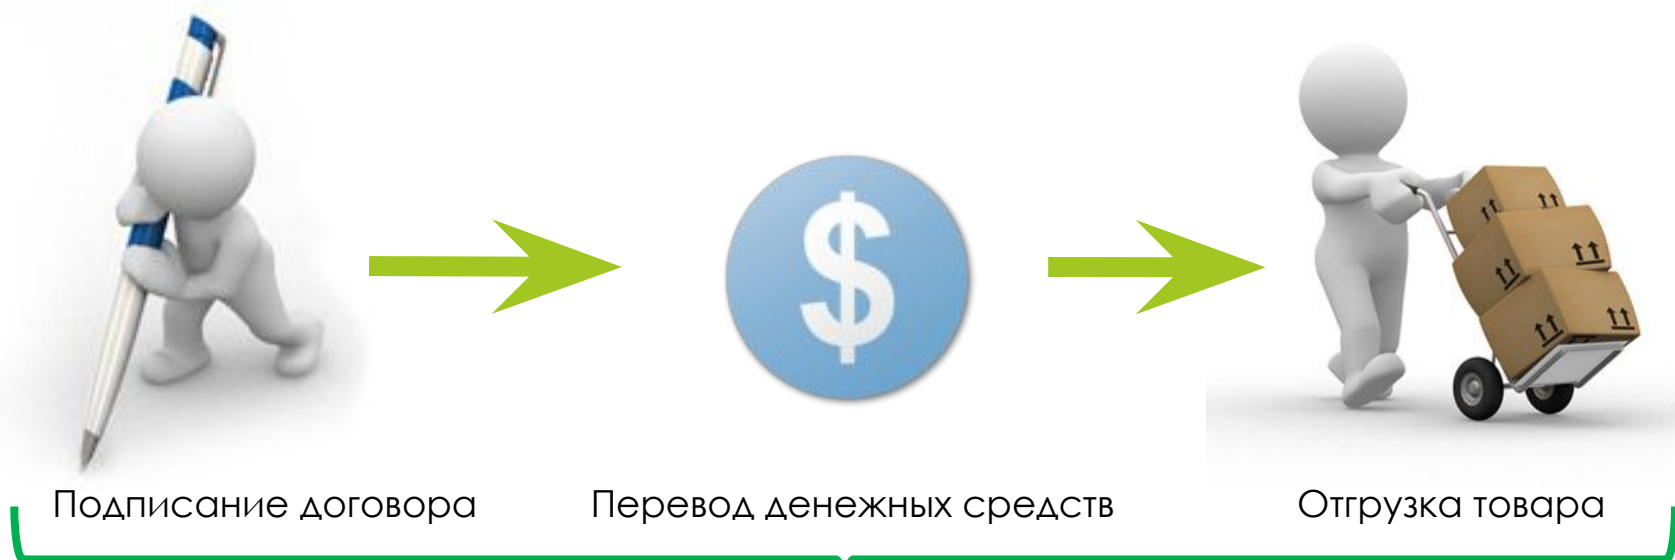 Подписание договора
Перевод денежных средств
Отгрузка товара